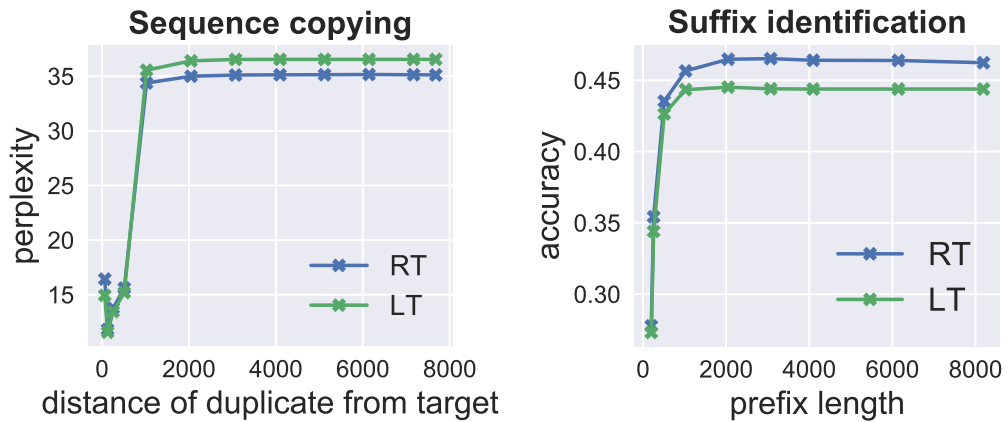 Sequence copying
perplexity
35
30
25
20
15
RT
LT
0 2000 4000 6000 8000
distance of duplicate from target
Suffix identification
accuracy
0.45
0.40
0.35
0.30
RT
LT
0 2000 4000 6000 8000
prefix length